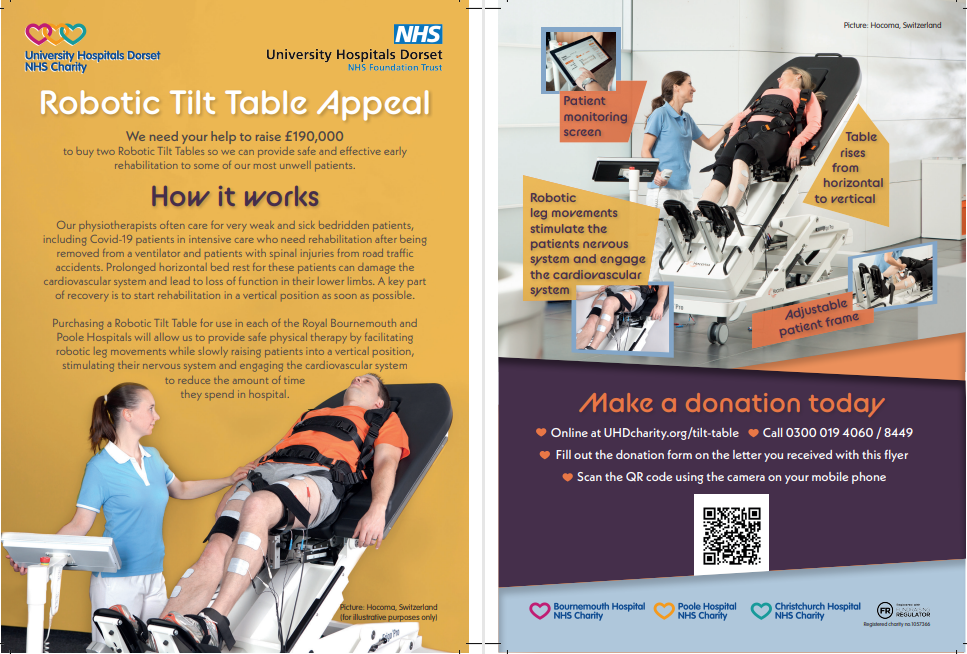 University Hospitals Dorset
NHS Charity
NHS
University Hospitals Dorset
NHS Foundation Trust
Robotic Tilt Table Appeal
We need your help to raise £190,000
to buy two Robotic Tilt Tables so we can provide safe and effective early
rehabilitation to some of our most unwell patients.
How it works
Our physiotherapists often care for very weak and sick bedridden patients,
including Covid-19 patients in intensive care who need rehabilitation after being
removed from a ventilator and patients with spinal injuries from road traffic
accidents. Prolonged horizontal bed rest for these patients can damage the
cardiovascular system and lead to loss of function in their lower limbs. A key part
of recovery is to start rehabilitation in a vertical position as soon as possible.
Purchasing a Robotic Tilt Table for use in each of the Royal Bournemouth and
Poole Hospitals will allow us to provide safe physical therapy by facilitating
robotic leg movements while slowly raising patients into a vertical position,
stimulating their nervous system and engaging the cardiovascular system
to reduce the amount of time
they spend in hospital.
Picture: Hocoma, Switzerland
(for illustrative purposes only)
Picture: Hocoma, Switzerland
Patient
monitoring
screen
Table
rises
from
horizontal
to vertical
Robotic
leg movements
stimulate the
patients nervous
system and engage
the cardiovascular
system
Adjustable
patient frame
Make a donation today
Online at UHDcharity.org/tilt-table
Call 0300 019 4060 / 8449
Fill out the donation form on the letter you received with this flyer
Scan the QR code using the camera on your mobile phone
Bournemouth Hospital
NHS Charity
Poole Hospital
NHS Charity
Christchurch Hospital
NHS Charity
FR
REGULATOR
Registered charity no.1057366